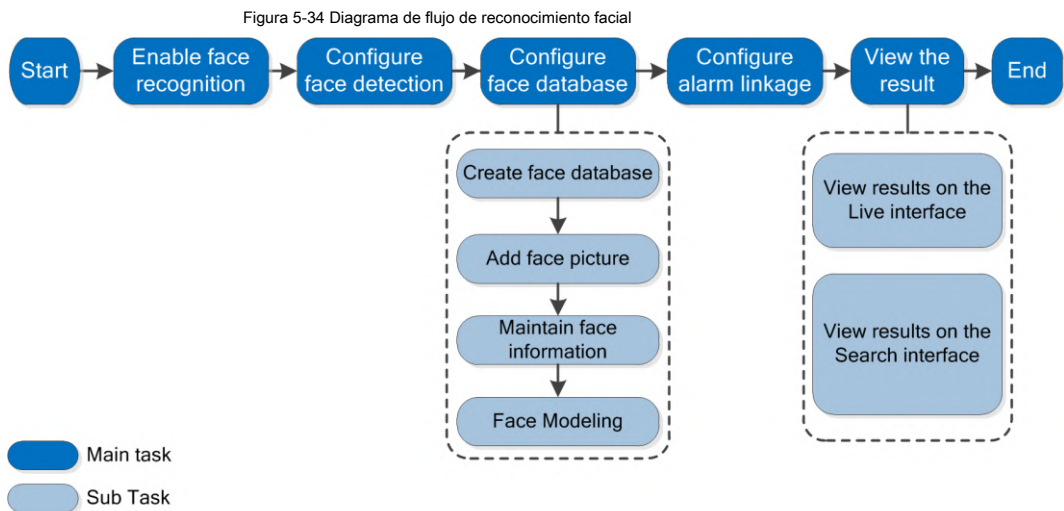 Figura 5-34 Diagrama de flujo de reconocimiento facial
Start
Enable face
recognition
Configure
face detection
Configure
face database
Configure
alarm linkage
View the
result
End
Create face database
Add face picture
Maintain face
information
Face Modeling
View results on the
Live interface
View results on the
Search interface
Main task
Sub Task